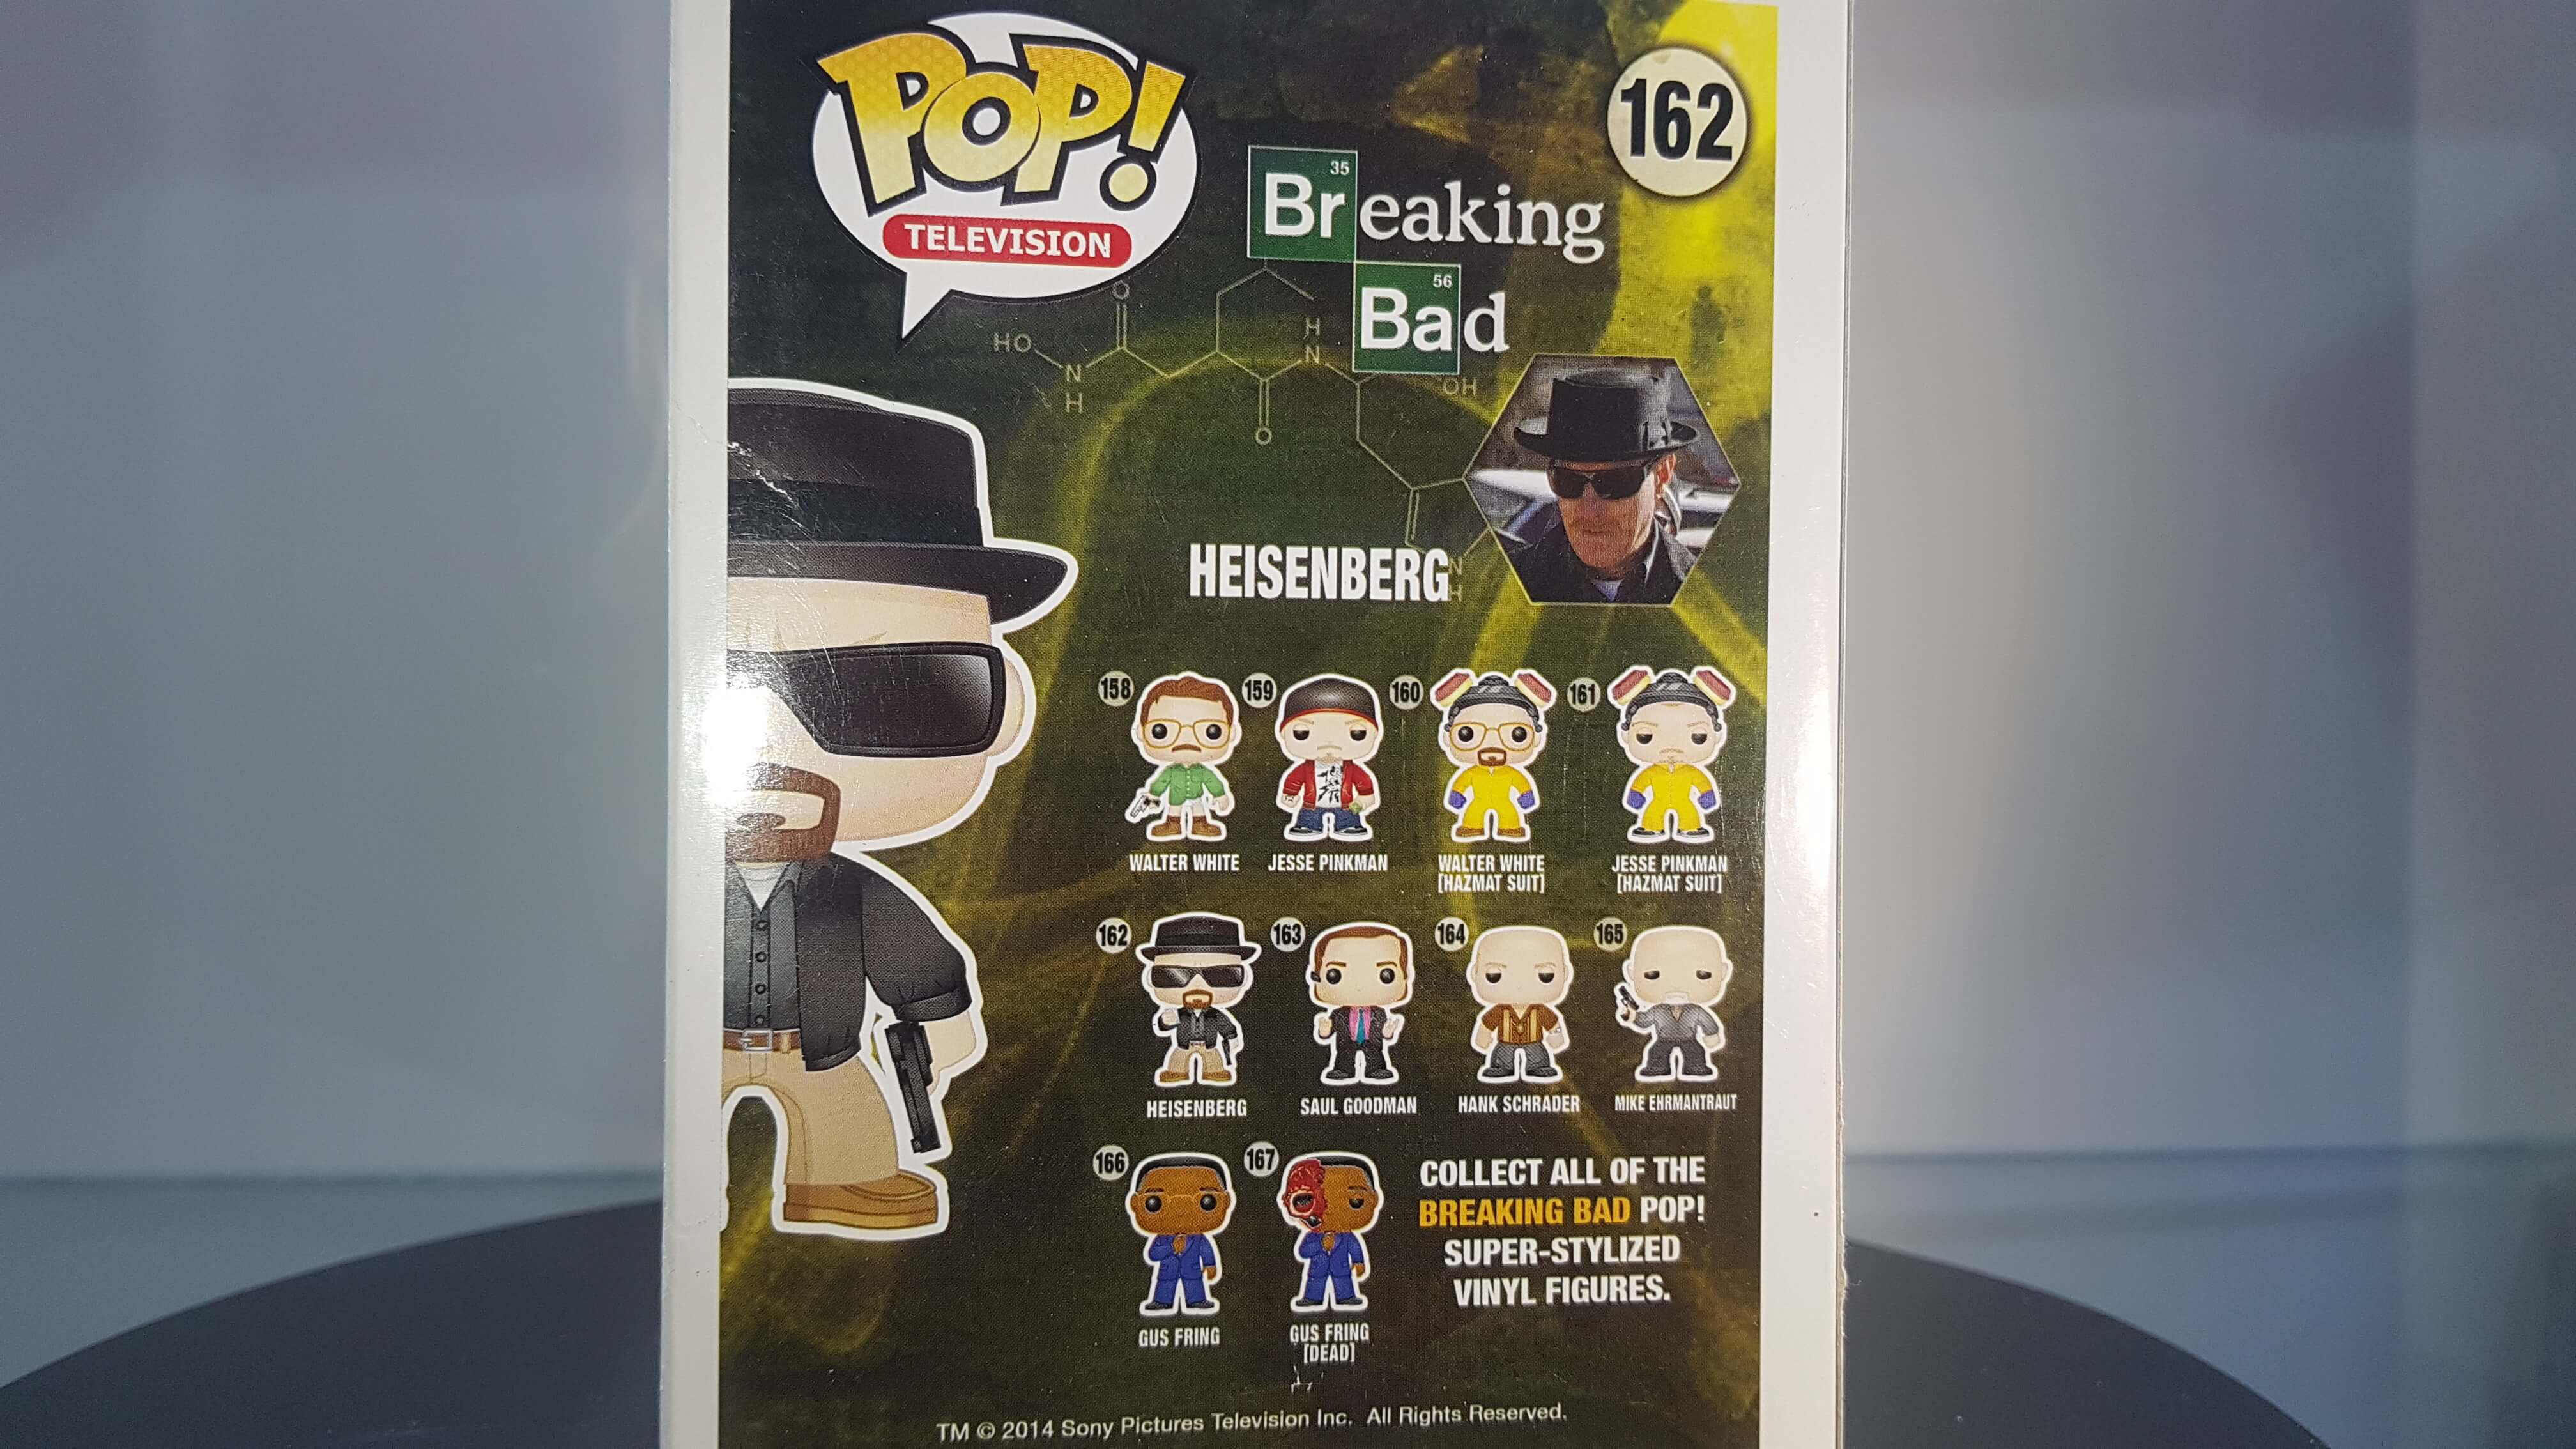 POP!
TELEVISION
162
35
Breaking
56
Bad
O
HO
N
H
H
N
OH
O
HEISENBERG
N
H
158
159
160
161
WALTER WHITE
JESSE PINKMAN
WALTER WHITE
[HAZMAT SUIT]
JESSE PINKMAN
[HAZMAT SUIT]
162
163
164
165
HEISENBERG
SAUL GOODMAN
HANK SCHRADER
MIKE EHRMANTRAUT
166
167
GUS FRING
GUS FRING
[DEAD]
COLLECT ALL OF THE
BREAKING BAD POP!
SUPER-STYLIZED
VINYL FIGURES.
TM © 2014 Sony Pictures Television Inc. All Rights Reserved.